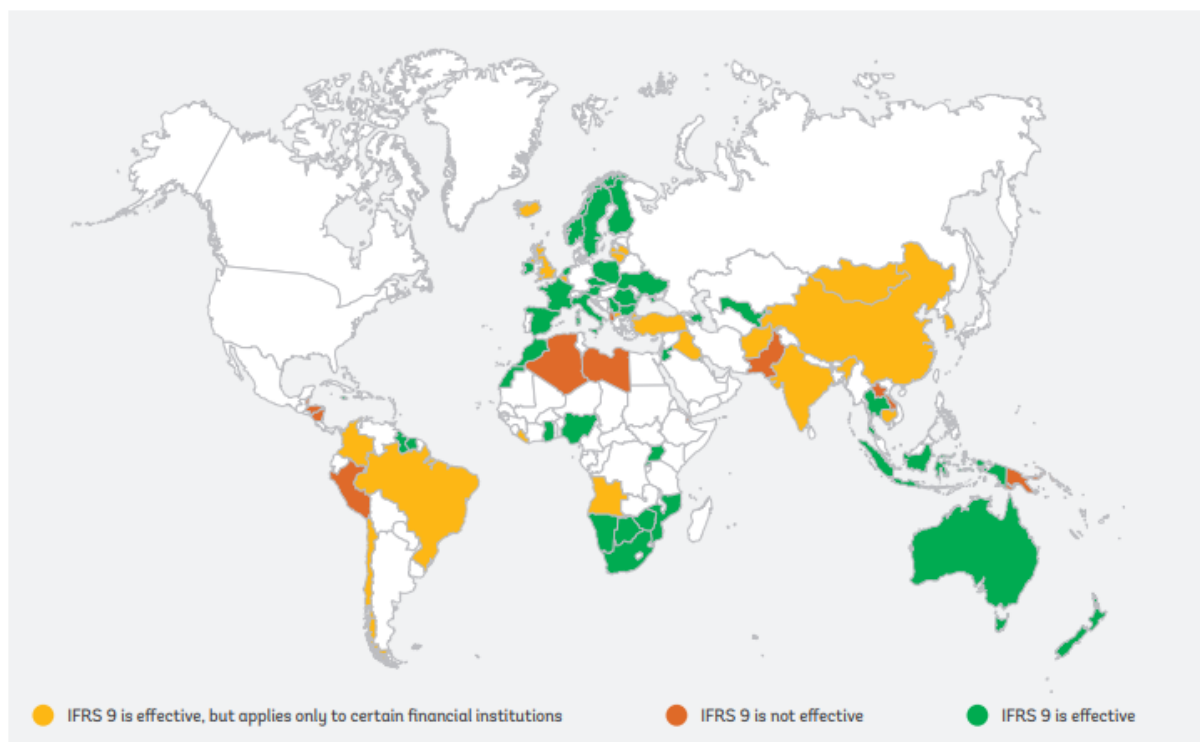 IFRS 9 is effective, but applies only to certain financial institutions
IFRS 9 is not effective
IFRS 9 is effective